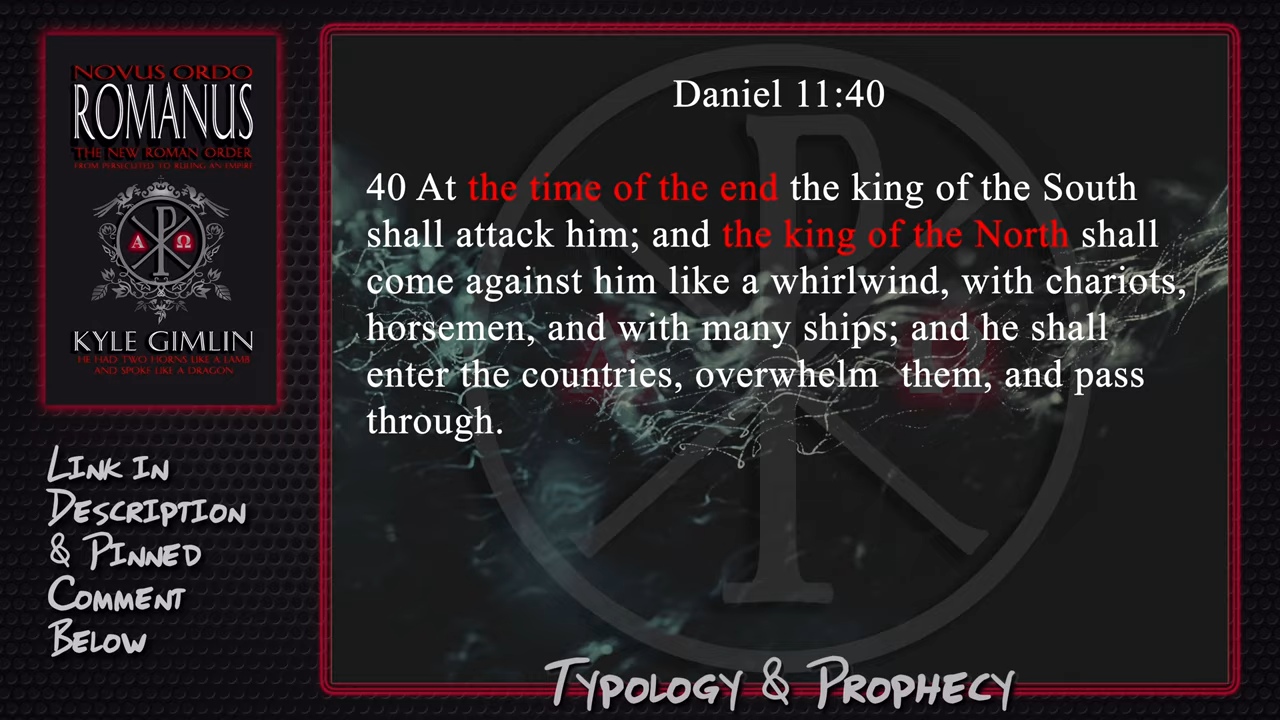 NOVUS ORDO
ROMANUS
THE NEW ROMAN ORDER
FROM PERSECUTED TO RULING AN EMPIRE
Α Ω
KYLE GIMLIN
HE HAD TWO HORNS LIKE A LAMB
AND SPOKE LIKE A DRAGON
LINK IN
DESCRIPTION
& PINNED
COMMENT
BELOW
Daniel 11:40
40 At the time of the end the king of the South
shall attack him; and the king of the North shall
come against him like a whirlwind, with chariots,
horsemen, and with many ships; and he shall
enter the countries, overwhelm them, and pass
through.
TYPOLOGY & PROPHECY